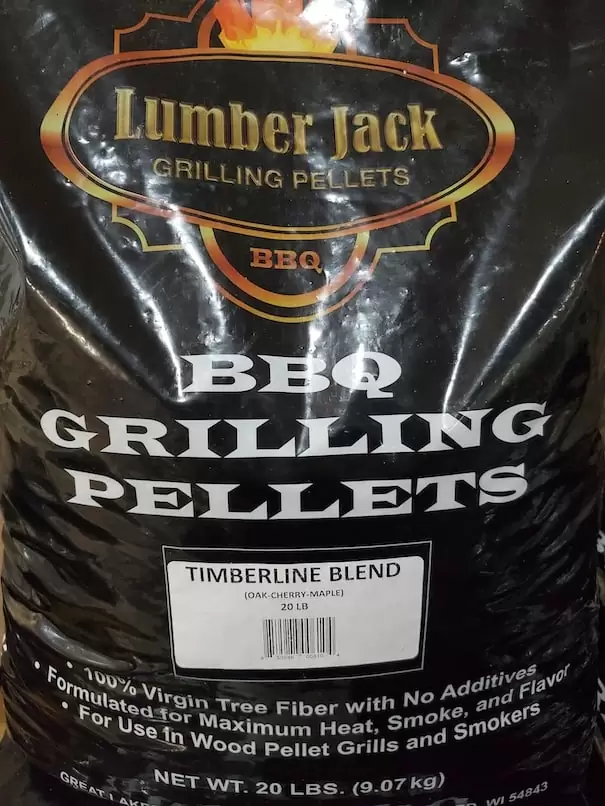 Lumber Jack
GRILLING PELLETS
BBQ
BBQ
GRILLING
PELLETS
TIMBERLINE BLEND
(OAK-CHERRY-MAPLE)
20 LB
• 100% Virgin Tree Fiber with No Additives
• Formulated for Maximum Heat, Smoke, and Flavor
• For Use in Wood Pellet Grills and Smokers
NET WT. 20 LBS. (9.07 kg)
GREAT WI 54843